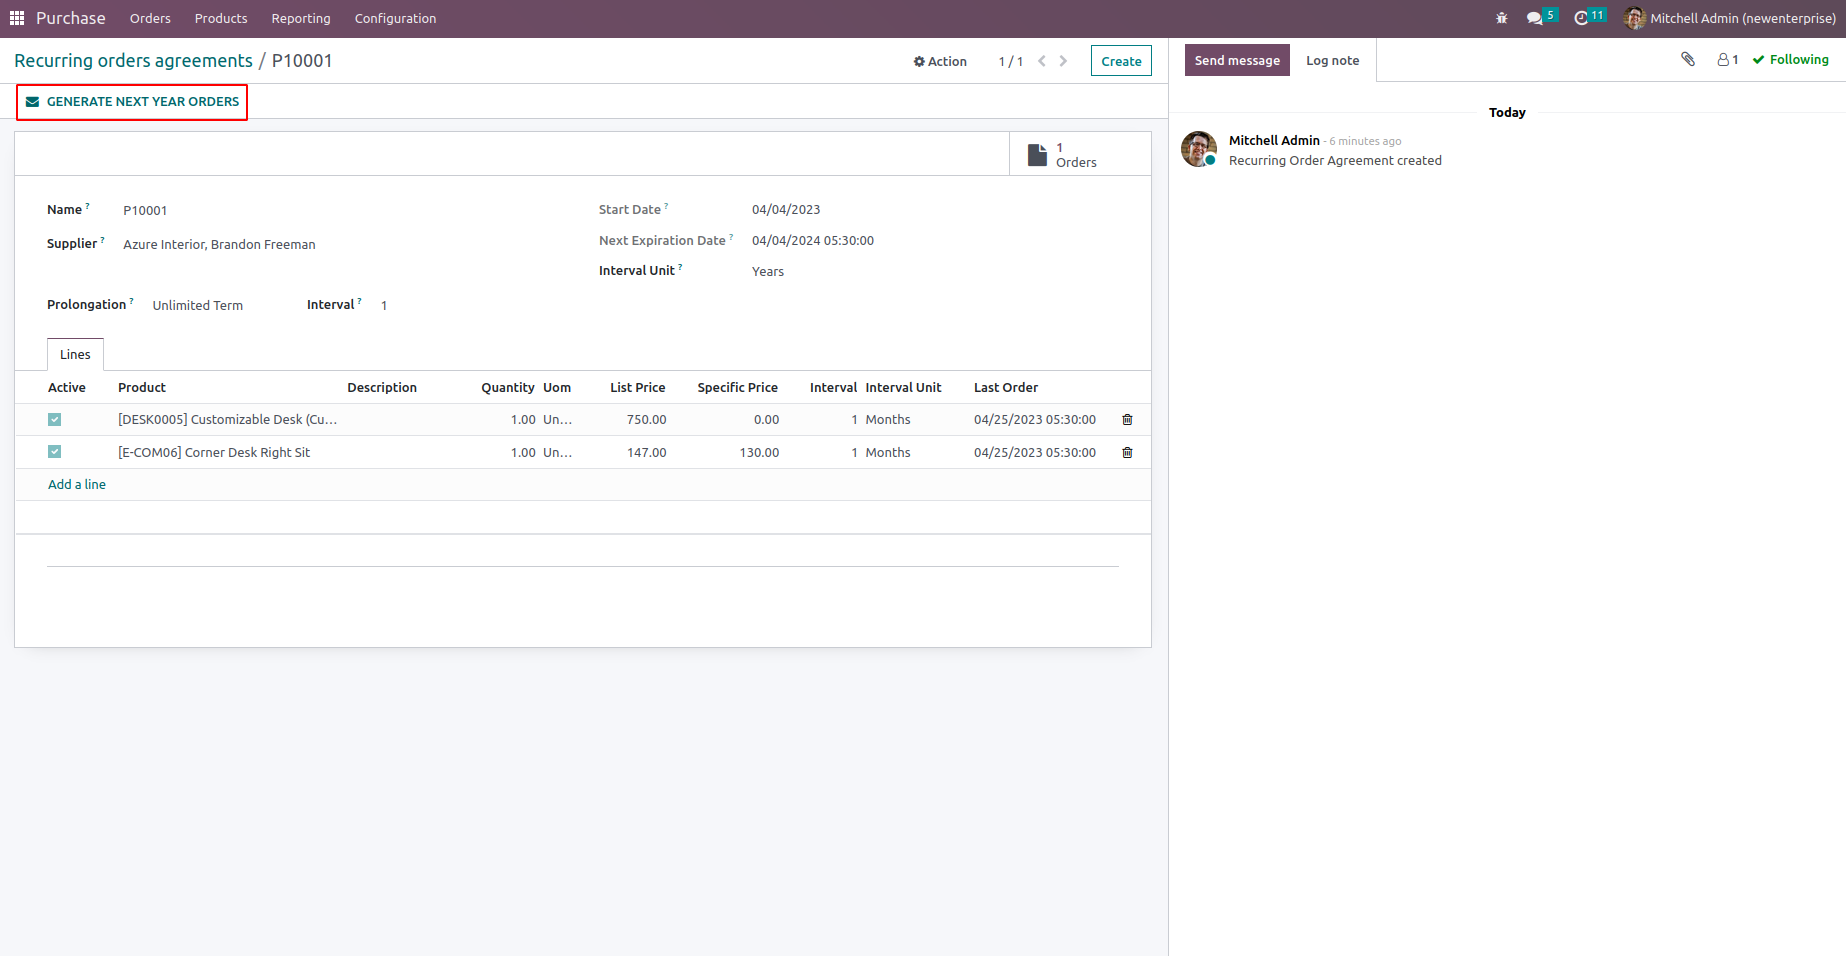 Purchase Orders Products Reporting Configuration 5 11 Mitchell Admin (newenterprise)
Recurring orders agreements / P10001 Action 1 / 1 Create
Send message Log note 1 Following
GENERATE NEXT YEAR ORDERS
1
Orders
Name ? P10001
Supplier ? Azure Interior, Brandon Freeman
Start Date ? 04/04/2023
Next Expiration Date ? 04/04/2024 05:30:00
Interval Unit ? Years
Prolongation ? Unlimited Term Interval ? 1
Lines
Active Product Description Quantity Uom List Price Specific Price Interval Interval Unit Last Order
[DESK0005] Customizable Desk (Cu... 1.00 Un... 750.00 0.00 1 Months 04/25/2023 05:30:00
[E-COM06] Corner Desk Right Sit 1.00 Un... 147.00 130.00 1 Months 04/25/2023 05:30:00
Add a line
Today
Mitchell Admin - 6 minutes ago
Recurring Order Agreement created